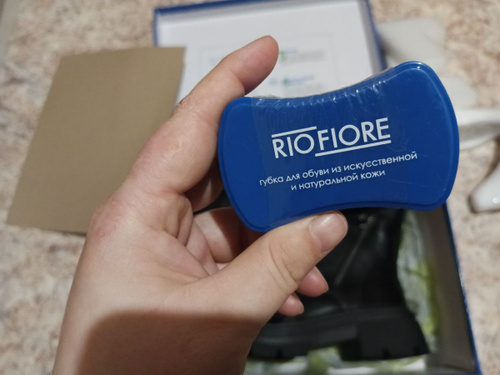 RIOFIORE
губка для обуви из искусственной
и натуральной кожи